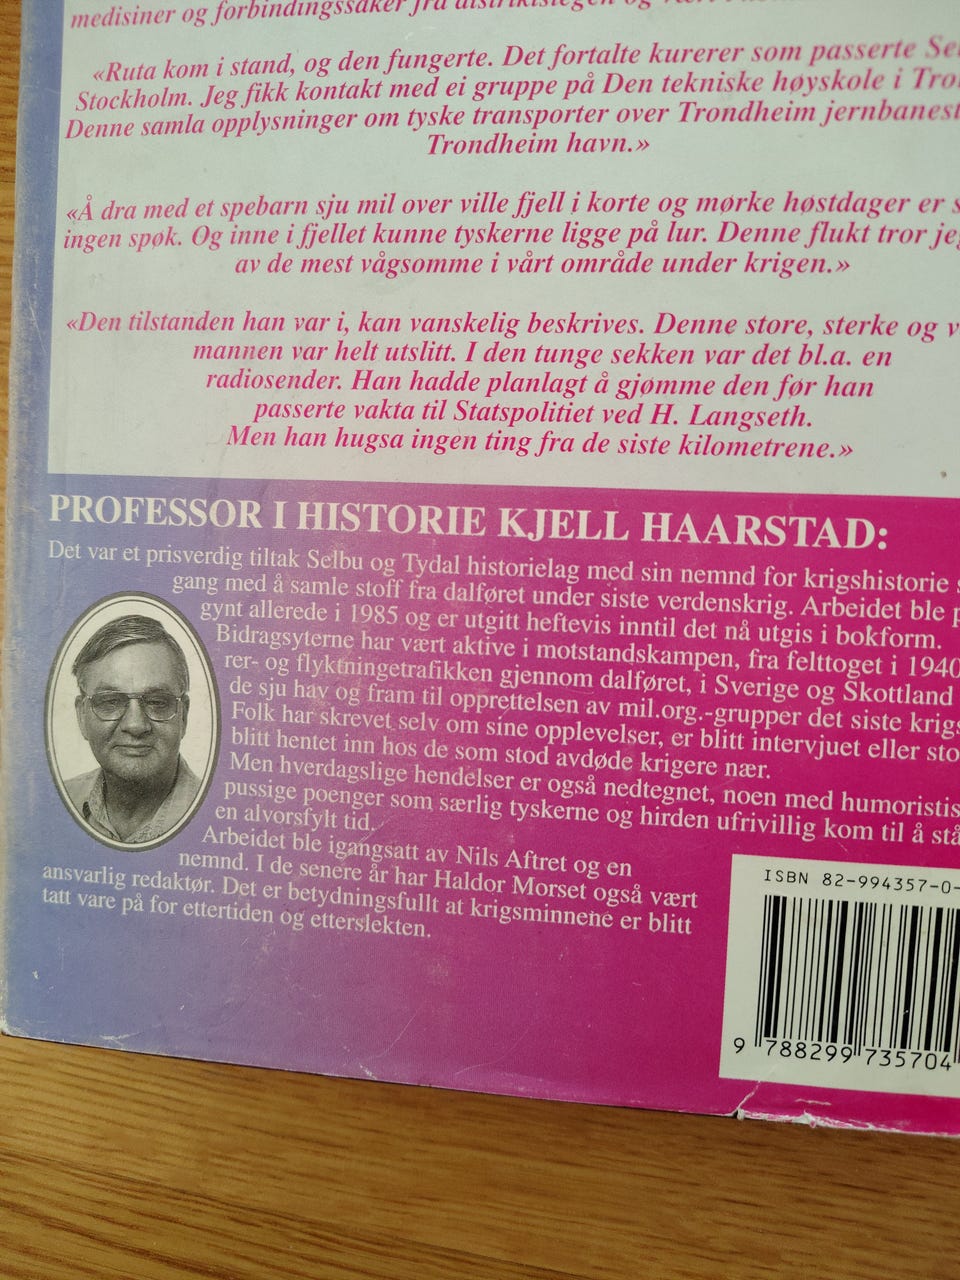 medisiner og forbindingssaker fra distriktslegen og
«Ruta kom i stand, og den fungerte. Det fortalte kurerer som passerte
Stockholm. Jeg fikk kontakt med ei gruppe på Den tekniske høyskole i
Denne samla opplysninger om tyske transporter over Trondheim
Trondheim havn.»
«Å dra med et spebarn sju mil over ville fjell i korte og mørke høstdager er
ingen spøk. Og inne i fjellet kunne tyskerne ligge på lur. Denne flukt tror
av de mest vågsomme i vårt område under krigen.»
«Den tilstanden han var i, kan vanskelig beskrives. Denne store, sterke og
mannen var helt utslitt. I den tunge sekken var det bl.a. en
radiosender. Han hadde planlagt å gjømme den før han
passerte vakta til Statspolitiet ved H. Langseth.
Men han hugsa ingen ting fra de siste kilometrene.»
PROFESSOR I HISTORIE KJELL HAARSTAD:
Det var et prisverdig tiltak Selbu og Tydal historielag med sin nemnd for krigshistorie
gang med å samle stoff fra dalføret under siste verdenskrig. Arbeidet ble
gynt allerede i 1985 og er utgitt heftevis inntil det nå utgis i bokform.
Bidragsyterne har vært aktive i motstandskampen, fra felttoget i 1940
rer- og flyktningetrafikken gjennom dalføret, i Sverige og Skottland
de sju hav og fram til opprettelsen av mil.org.-grupper det siste
Folk har skrevet selv om sine opplevelser, er blitt intervjuet eller
blitt hentet inn hos de som stod avdøde krigere nær.
Men hverdagslige hendelser er også nedtegnet, noen med
pussige poenger som særlig tyskerne og hirden ufrivillig kom til å
en alvorsfylt tid.
Arbeidet ble igangsatt av Nils Aftret og en
nemnd. I de senere år har Haldor Morset også vært
ansvarlig redaktør. Det er betydningsfullt at krigsminnene er blitt
tatt vare på for ettertiden og etterslekten.
ISBN 82-994357-0-
9 788299 735704